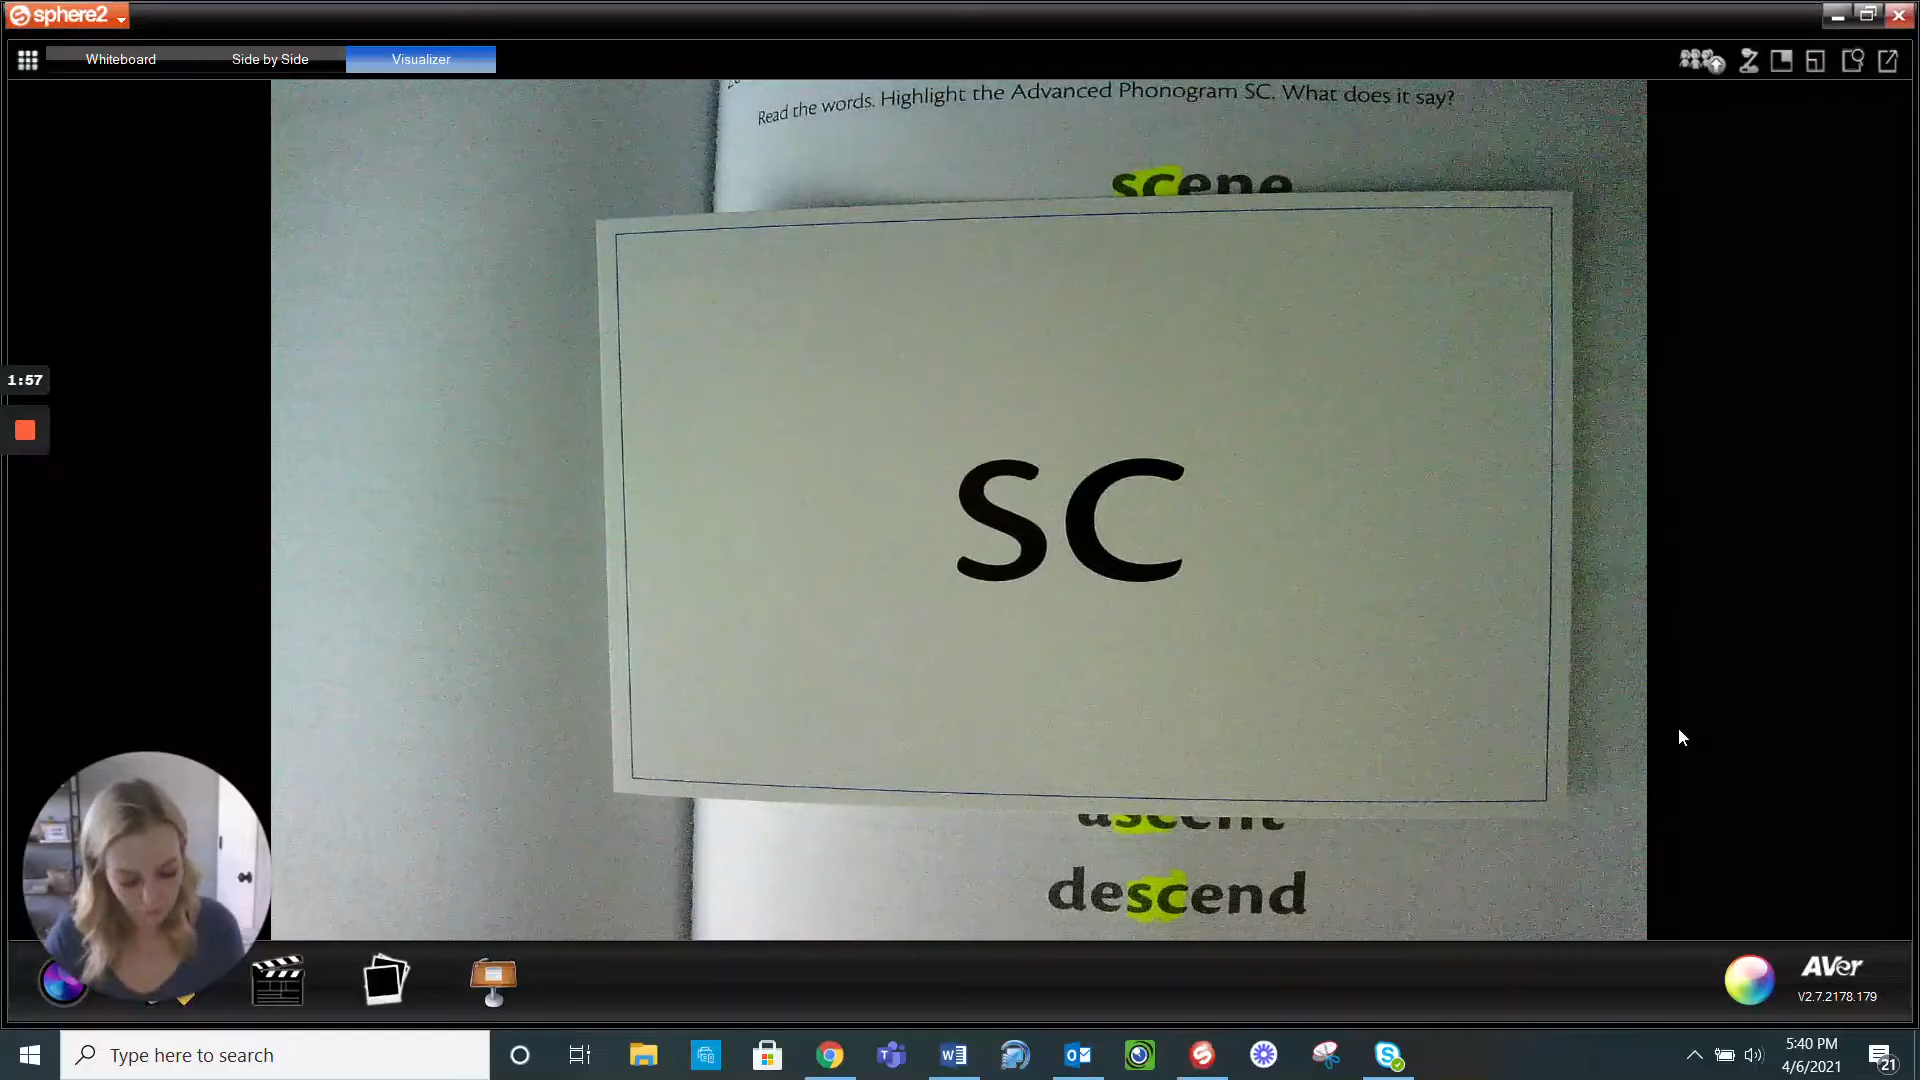 sphere2
Whiteboard
Side by Side
Visualizer
Read the words. Highlight the Advanced Phonogram SC. What does it say?
scene
1:57
SC
ascent
descend
AVer
V2.7.2178.179
Type here to search
5:40 PM
4/6/2021
21